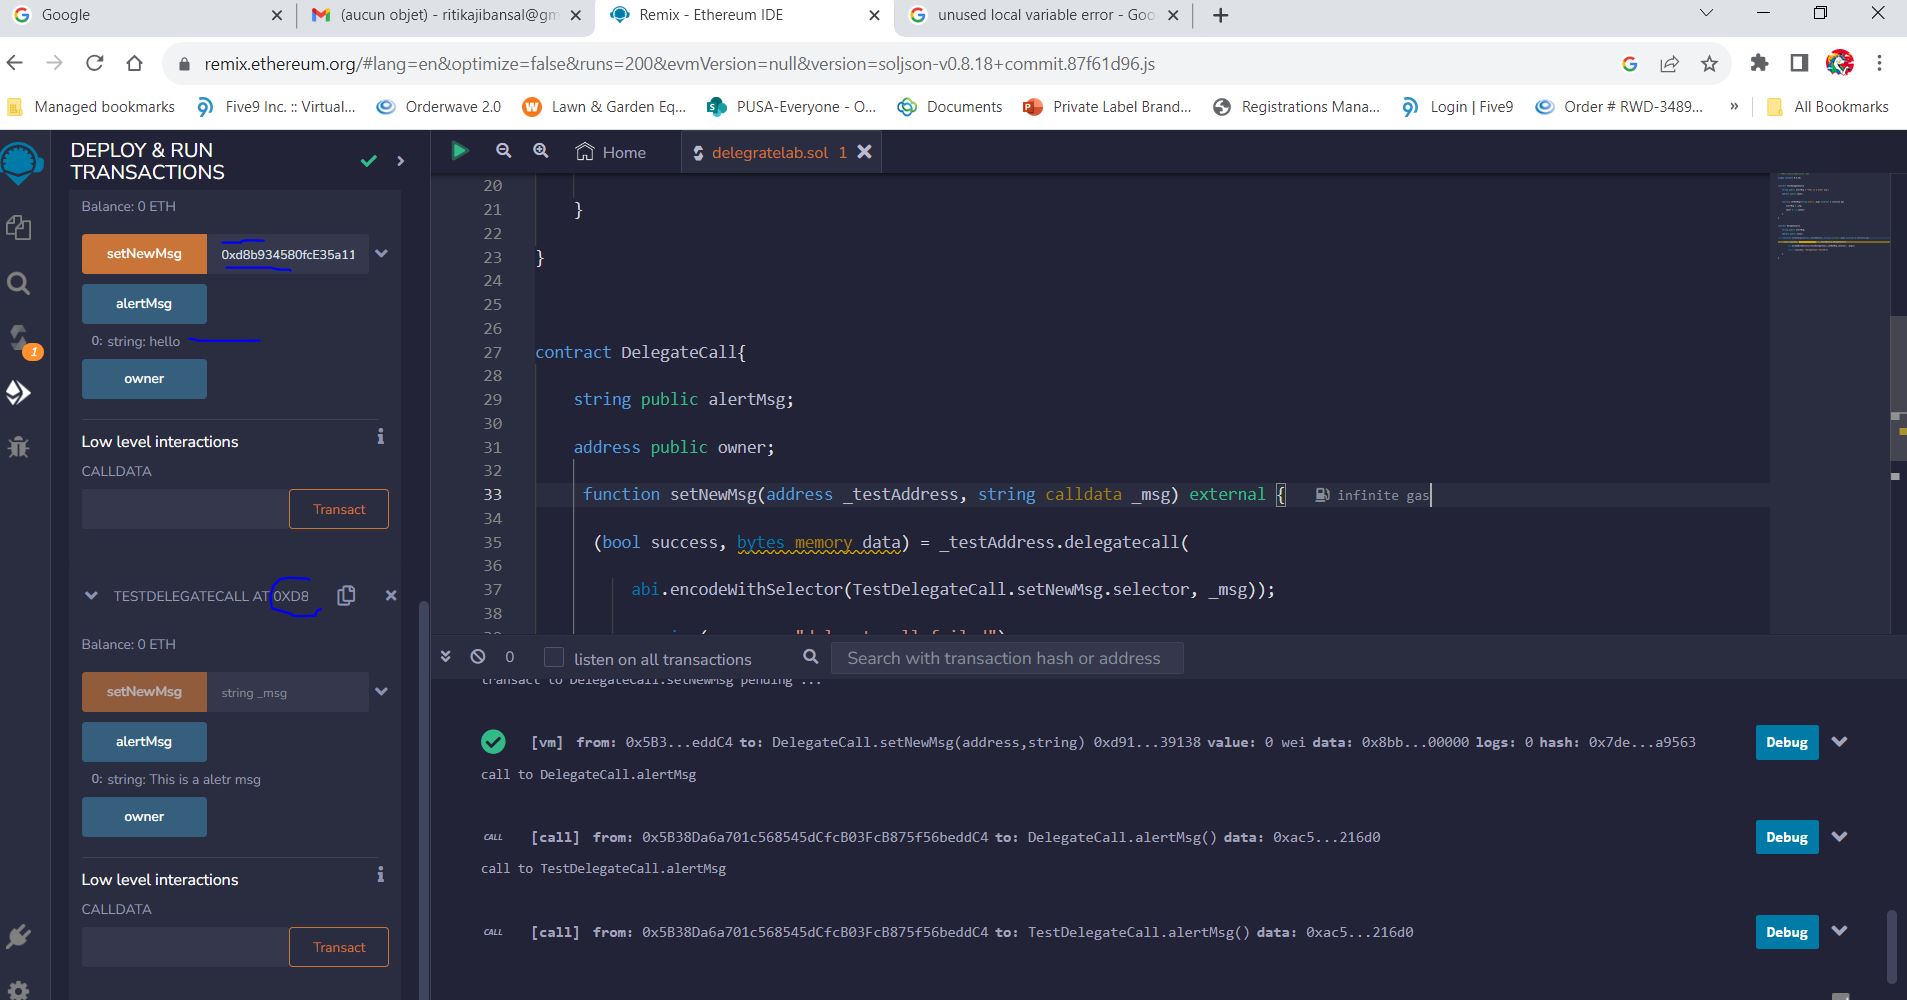 Google
(aucun objet) - ritikajibansal@gm
Remix - Ethereum IDE
unused local variable error - Goo
remix.ethereum.org/#lang=en&optimize=false&runs=200&evmVersion=null&version=soljson-v0.8.18+commit.87f61d96.js
Managed bookmarks
Five9 Inc. :: Virtual...
Orderwave 2.0
Lawn & Garden Eq...
PUSA-Everyone - O...
Documents
Private Label Brand...
Registrations Mana...
Login | Five9
Order # RWD-3489...
»
All Bookmarks
DEPLOY & RUN
TRANSACTIONS
Balance: 0 ETH
setNewMsg 0xd8b934580fcE35a11
alertMsg
0: string: hello
1
owner
Low level interactions
CALLDATA
Transact
TESTDELEGATECALL AT 0XD8
Balance: 0 ETH
setNewMsg string _msg
alertMsg
0: string: This is a aletr msg
owner
Low level interactions
CALLDATA
Transact
Home
delegratelab.sol 1
20
21 }
22
23 }
24
25
26
27 contract DelegateCall{
28
29 string public alertMsg;
30
31 address public owner;
32
33 function setNewMsg(address _testAddress, string calldata _msg) external { infinite gas
34
35 (bool success, bytes memory data) = _testAddress.delegatecall(
36
37 abi.encodeWithSelector(TestDelegateCall.setNewMsg.selector, _msg));
38
0
listen on all transactions
Search with transaction hash or address
transact to DelegateCall.setNewMsg pending ...
[vm] from: 0x5B3...eddC4 to: DelegateCall.setNewMsg(address,string) 0xd91...39138 value: 0 wei data: 0x8bb...00000 logs: 0 hash: 0x7de...a9563
Debug
call to DelegateCall.alertMsg
CALL [call] from: 0x5B38Da6a701c568545dCfcB03FcB875f56beddC4 to: DelegateCall.alertMsg() data: 0xac5...216d0
Debug
call to TestDelegateCall.alertMsg
CALL [call] from: 0x5B38Da6a701c568545dCfcB03FcB875f56beddC4 to: TestDelegateCall.alertMsg() data: 0xac5...216d0
Debug